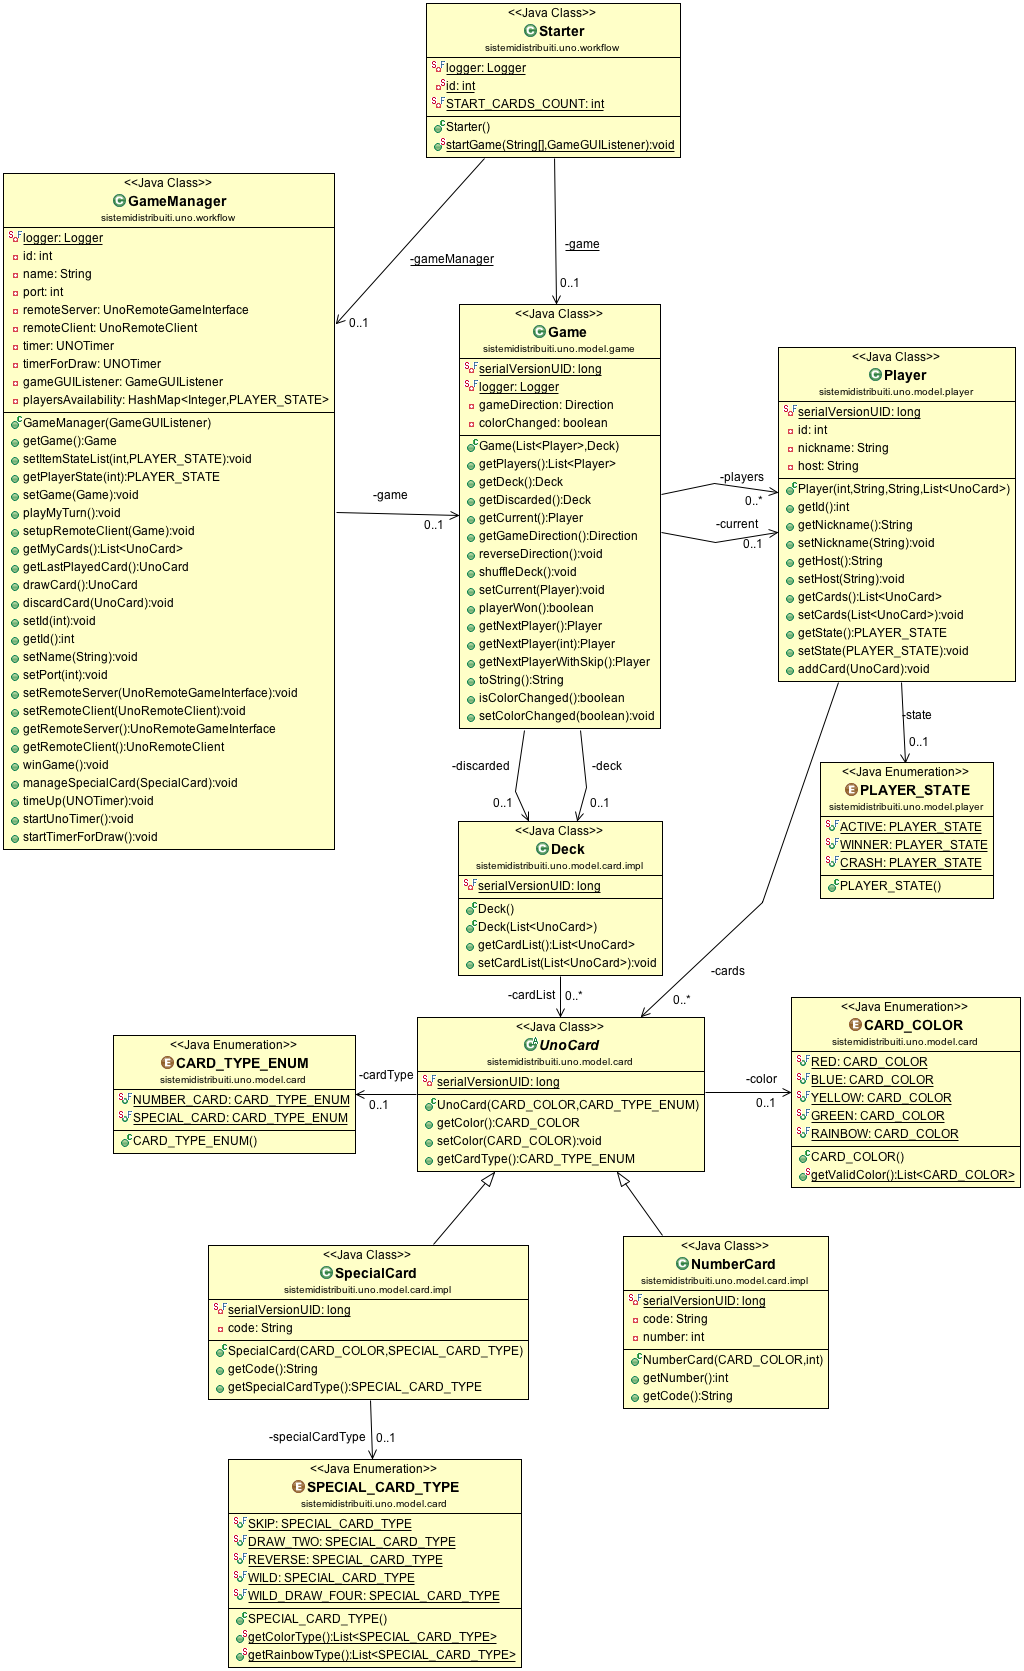 <<Java Class>>
Starter
sistemidistribuiti.uno.workflow
logger: Logger
id: int
START_CARDS_COUNT: int
Starter()
startGame(String[],GameGUIListener):void
-gameManager
0..1
-game
0..1
<<Java Class>>
GameManager
sistemidistribuiti.uno.workflow
logger: Logger
id: int
name: String
port: int
remoteServer: UnoRemoteGameInterface
remoteClient: UnoRemoteClient
timer: UNOTimer
timerForDraw: UNOTimer
gameGUIListener: GameGUIListener
playersAvailability: HashMap<Integer,PLAYER_STATE>
GameManager(GameGUIListener)
getGame():Game
setItemStateList(int,PLAYER_STATE):void
getPlayerState(int):PLAYER_STATE
setGame(Game):void
playMyTurn():void
setupRemoteClient(Game):void
getMyCards():List<UnoCard>
getLastPlayedCard():UnoCard
drawCard():UnoCard
discardCard(UnoCard):void
setId(int):void
getId():int
setName(String):void
setPort(int):void
setRemoteServer(UnoRemoteGameInterface):void
setRemoteClient(UnoRemoteClient):void
getRemoteServer():UnoRemoteGameInterface
getRemoteClient():UnoRemoteClient
winGame():void
manageSpecialCard(SpecialCard):void
timeUp(UNOTimer):void
startUnoTimer():void
startTimerForDraw():void
-game
0..1
<<Java Class>>
Game
sistemidistribuiti.uno.model.game
serialVersionUID: long
logger: Logger
gameDirection: Direction
colorChanged: boolean
Game(List<Player>,Deck)
getPlayers():List<Player>
getDeck():Deck
getDiscarded():Deck
getCurrent():Player
getGameDirection():Direction
reverseDirection():void
shuffleDeck():void
setCurrent(Player):void
playerWon():boolean
getNextPlayer():Player
getNextPlayer(int):Player
getNextPlayerWithSkip():Player
toString():String
isColorChanged():boolean
setColorChanged(boolean):void
-players
0..*
-current
0..1
<<Java Class>>
Player
sistemidistribuiti.uno.model.player
serialVersionUID: long
id: int
nickname: String
host: String
Player(int,String,String,List<UnoCard>)
getId():int
getNickname():String
setNickname(String):void
getHost():String
setHost(String):void
getCards():List<UnoCard>
setCards(List<UnoCard>):void
getState():PLAYER_STATE
setState(PLAYER_STATE):void
addCard(UnoCard):void
-state
0..1
<<Java Enumeration>>
PLAYER_STATE
sistemidistribuiti.uno.model.player
ACTIVE: PLAYER_STATE
WINNER: PLAYER_STATE
CRASH: PLAYER_STATE
PLAYER_STATE()
-discarded
0..1
-deck
0..1
<<Java Class>>
Deck
sistemidistribuiti.uno.model.card.impl
serialVersionUID: long
Deck()
Deck(List<UnoCard>)
getCardList():List<UnoCard>
setCardList(List<UnoCard>):void
-cardList
0..*
-cards
0..*
<<Java Class>>
UnoCard
sistemidistribuiti.uno.model.card
serialVersionUID: long
UnoCard(CARD_COLOR,CARD_TYPE_ENUM)
getColor():CARD_COLOR
setColor(CARD_COLOR):void
getCardType():CARD_TYPE_ENUM
-cardType
0..1
<<Java Enumeration>>
CARD_TYPE_ENUM
sistemidistribuiti.uno.model.card
NUMBER_CARD: CARD_TYPE_ENUM
SPECIAL_CARD: CARD_TYPE_ENUM
CARD_TYPE_ENUM()
-color
0..1
<<Java Enumeration>>
CARD_COLOR
sistemidistribuiti.uno.model.card
RED: CARD_COLOR
BLUE: CARD_COLOR
YELLOW: CARD_COLOR
GREEN: CARD_COLOR
RAINBOW: CARD_COLOR
CARD_COLOR()
getValidColor():List<CARD_COLOR>
<<Java Class>>
SpecialCard
sistemidistribuiti.uno.model.card.impl
serialVersionUID: long
code: String
SpecialCard(CARD_COLOR,SPECIAL_CARD_TYPE)
getCode():String
getSpecialCardType():SPECIAL_CARD_TYPE
<<Java Class>>
NumberCard
sistemidistribuiti.uno.model.card.impl
serialVersionUID: long
code: String
number: int
NumberCard(CARD_COLOR,int)
getNumber():int
getCode():String
-specialCardType
0..1
<<Java Enumeration>>
SPECIAL_CARD_TYPE
sistemidistribuiti.uno.model.card
SKIP: SPECIAL_CARD_TYPE
DRAW_TWO: SPECIAL_CARD_TYPE
REVERSE: SPECIAL_CARD_TYPE
WILD: SPECIAL_CARD_TYPE
WILD_DRAW_FOUR: SPECIAL_CARD_TYPE
SPECIAL_CARD_TYPE()
getColorType():List<SPECIAL_CARD_TYPE>
getRainbowType():List<SPECIAL_CARD_TYPE>